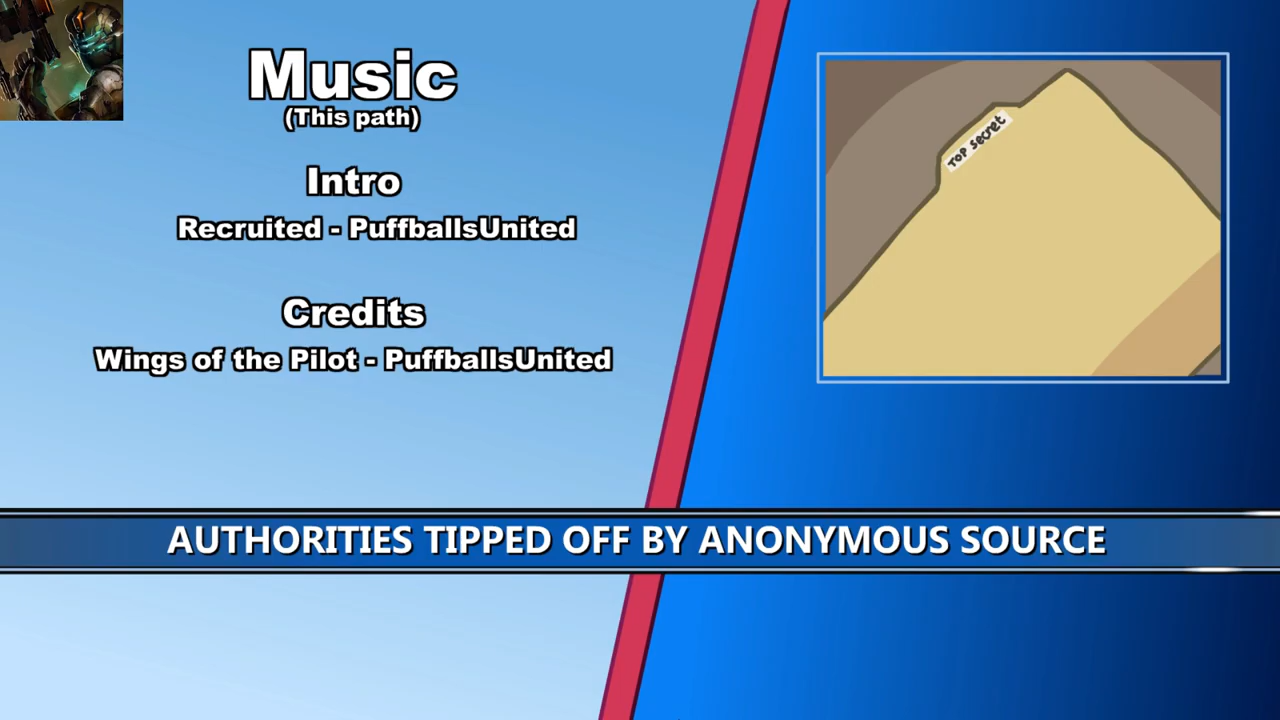 Music
(This path)
Intro
Recruited - PuffballsUnited
Credits
Wings of the Pilot - PuffballsUnited
TOP secret
AUTHORITIES TIPPED OFF BY ANONYMOUS SOURCE